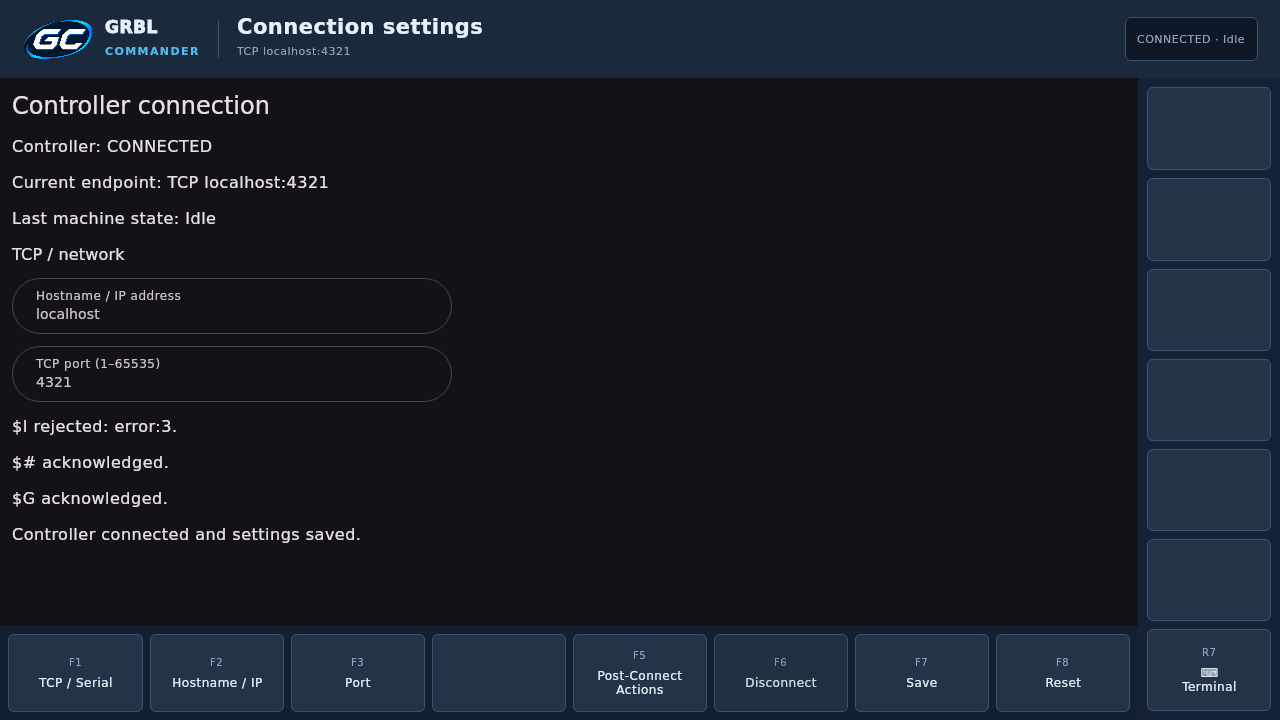 GC
GRBL
COMMANDER
Connection settings
TCP localhost:4321
CONNECTED · Idle
Controller connection
Controller: CONNECTED
Current endpoint: TCP localhost:4321
Last machine state: Idle
TCP / network
Hostname / IP address
localhost
TCP port (1–65535)
4321
$I rejected: error:3.
$# acknowledged.
$G acknowledged.
Controller connected and settings saved.
F1
TCP / Serial
F2
Hostname / IP
F3
Port
F5
Post-Connect
Actions
F6
Disconnect
F7
Save
F8
Reset
R7
⌨
Terminal